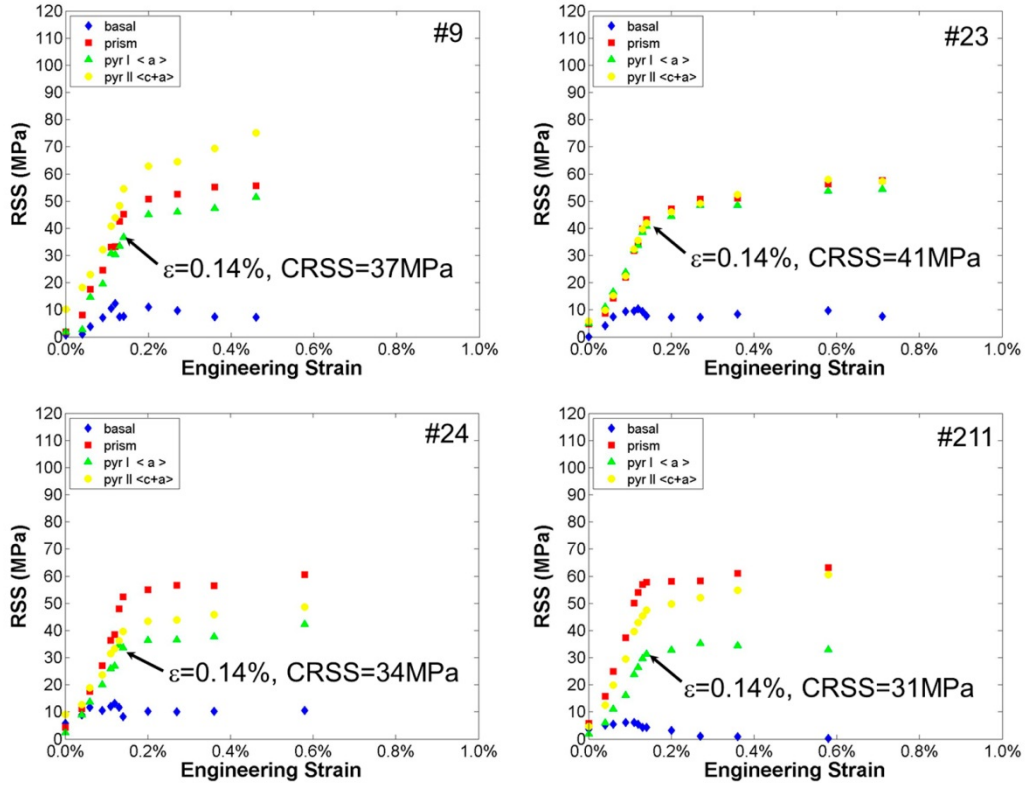 #9
basal
prism
pyr I < a >
pyr II <c+a>
120
110
100
90
80
70
60
50
40
30
20
10
0
RSS (MPa)
ε=0.14%, CRSS=37MPa
0.0% 0.2% 0.4% 0.6% 0.8% 1.0%
Engineering Strain
#23
basal
prism
pyr I < a >
pyr II <c+a>
120
110
100
90
80
70
60
50
40
30
20
10
0
RSS (MPa)
ε=0.14%, CRSS=41MPa
0.0% 0.2% 0.4% 0.6% 0.8% 1.0%
Engineering Strain
#24
basal
prism
pyr I < a >
pyr II <c+a>
120
110
100
90
80
70
60
50
40
30
20
10
0
RSS (MPa)
ε=0.14%, CRSS=34MPa
0.0% 0.2% 0.4% 0.6% 0.8% 1.0%
Engineering Strain
#211
basal
prism
pyr I < a >
pyr II <c+a>
120
110
100
90
80
70
60
50
40
30
20
10
0
RSS (MPa)
ε=0.14%, CRSS=31MPa
0.0% 0.2% 0.4% 0.6% 0.8% 1.0%
Engineering Strain